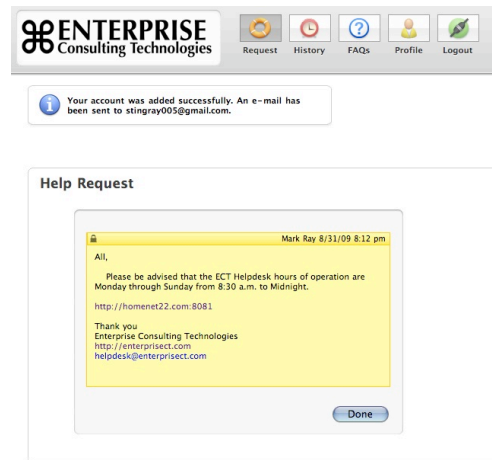 ENTERPRISE
Consulting Technologies
Request History FAQs Profile Logout
Your account was added successfully. An e-mail has
been sent to stingray005@gmail.com.
Help Request
Mark Ray 8/31/09 8:12 pm
All,
Please be advised that the ECT Helpdesk hours of operation are
Monday through Sunday from 8:30 a.m. to Midnight.
http://homenet22.com:8081
Thank you
Enterprise Consulting Technologies
http://enterprisect.com
helpdesk@enterprisect.com
Done